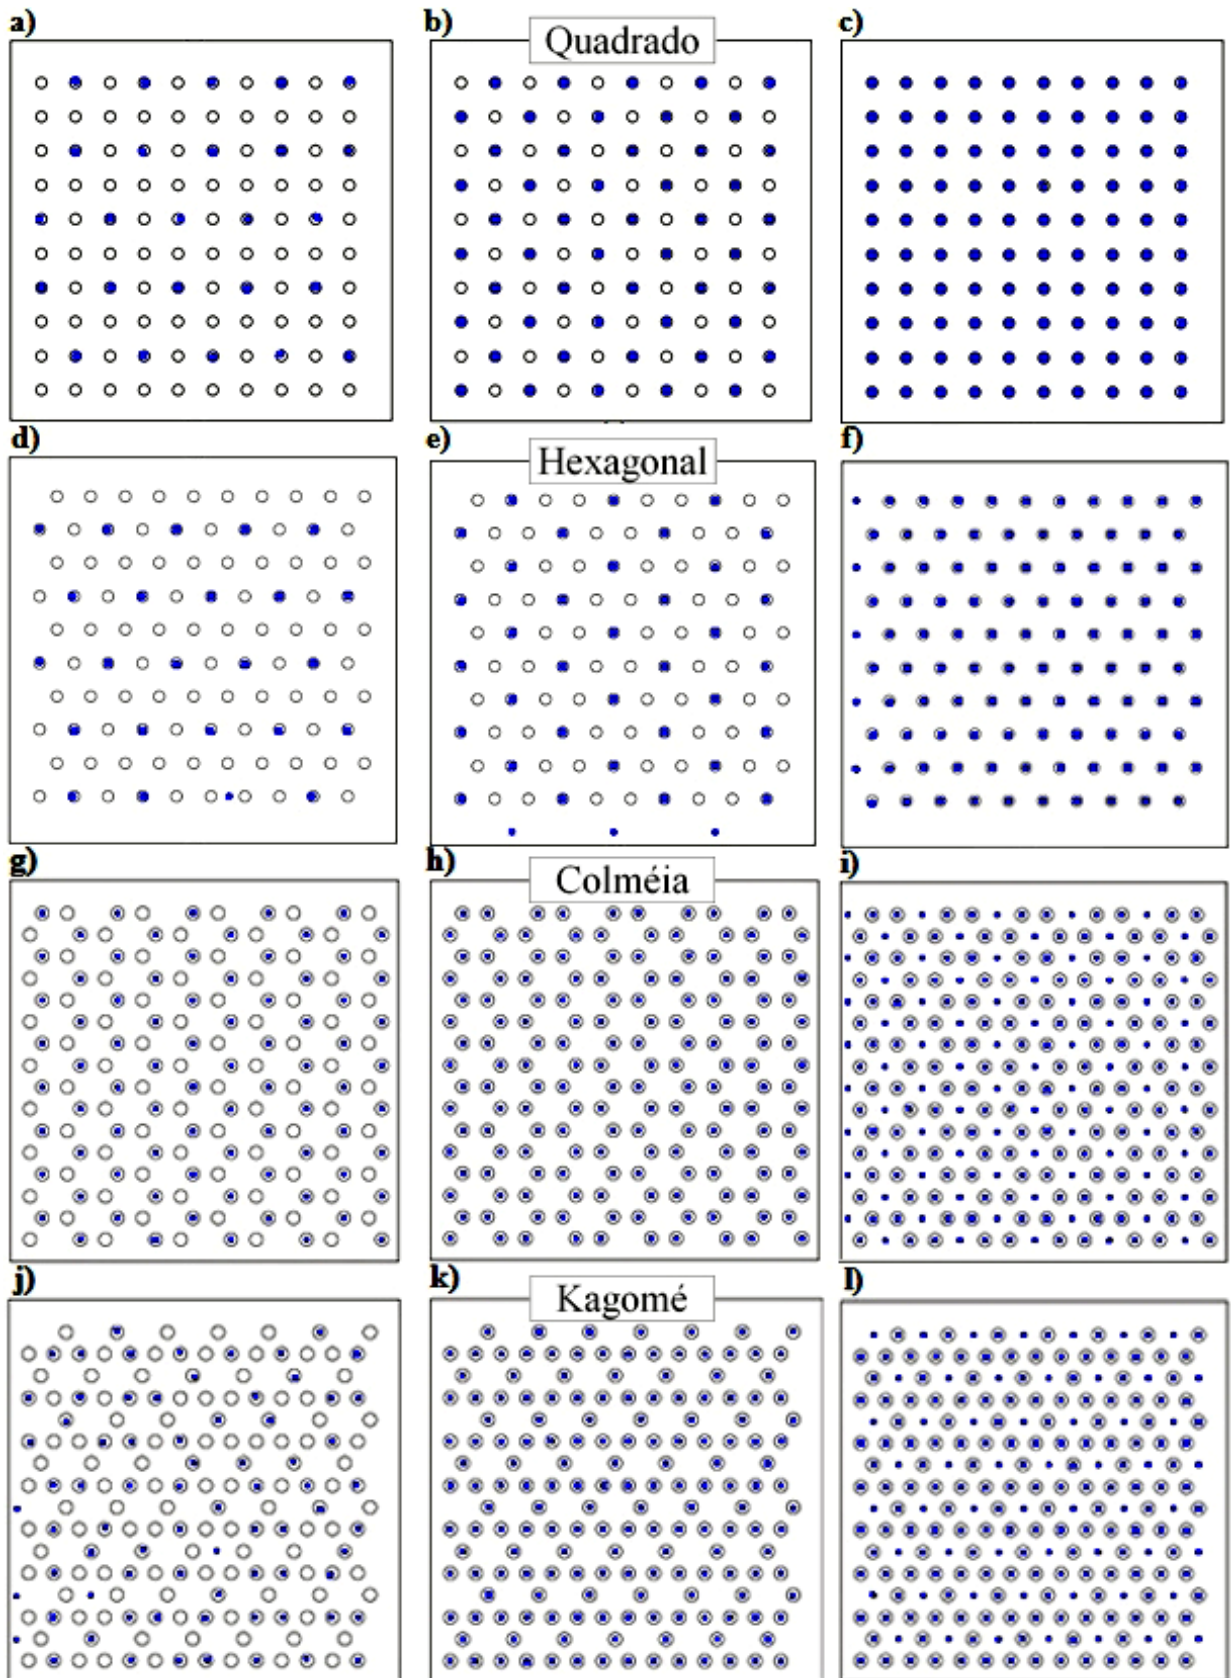 a)
b)
Quadrado
c)
d)
e)
Hexagonal
f)
g)
h)
Colméia
i)
j)
k)
Kagomé
l)